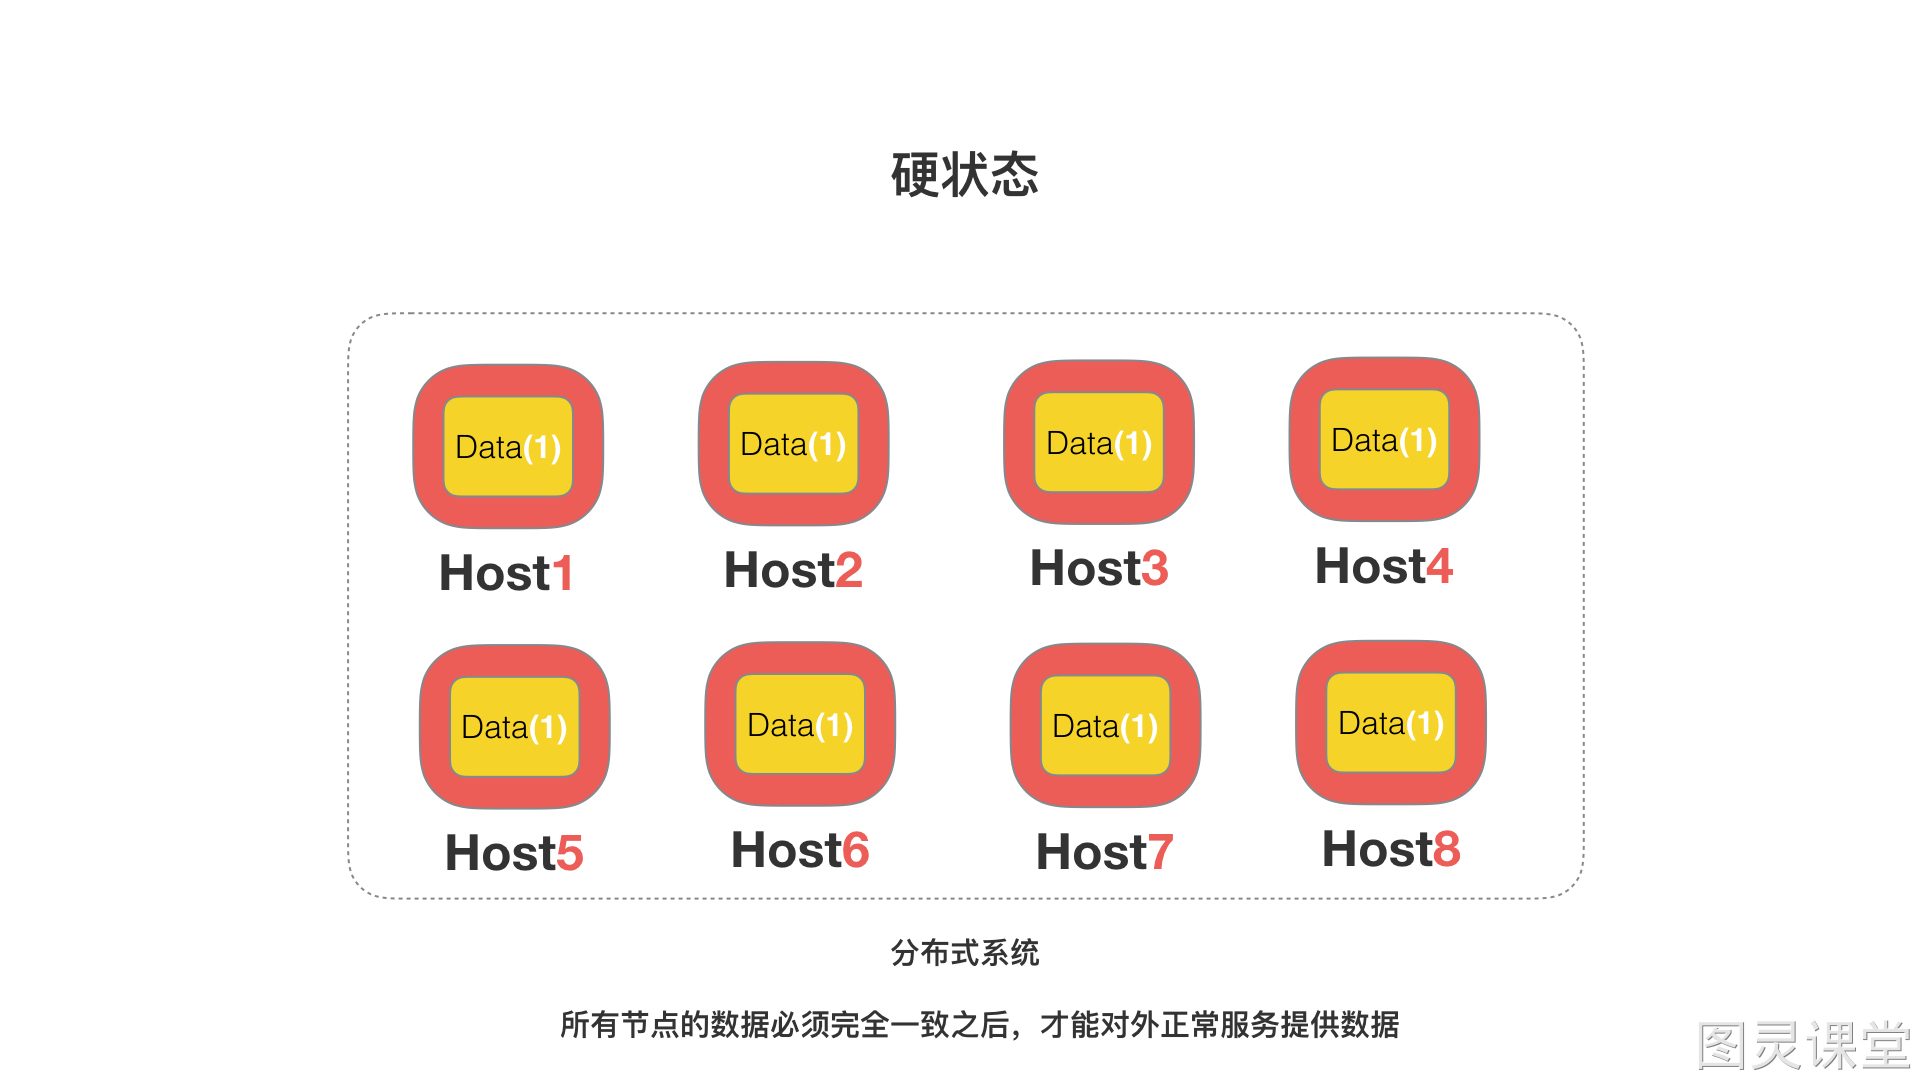 硬状态
Data(1) Data(1) Data(1) Data(1)
Host1 Host2 Host3 Host4
Data(1) Data(1) Data(1) Data(1)
Host5 Host6 Host7 Host8
分布式系统
所有节点的数据必须完全一致之后，才能对外正常服务提供数据
图灵课堂